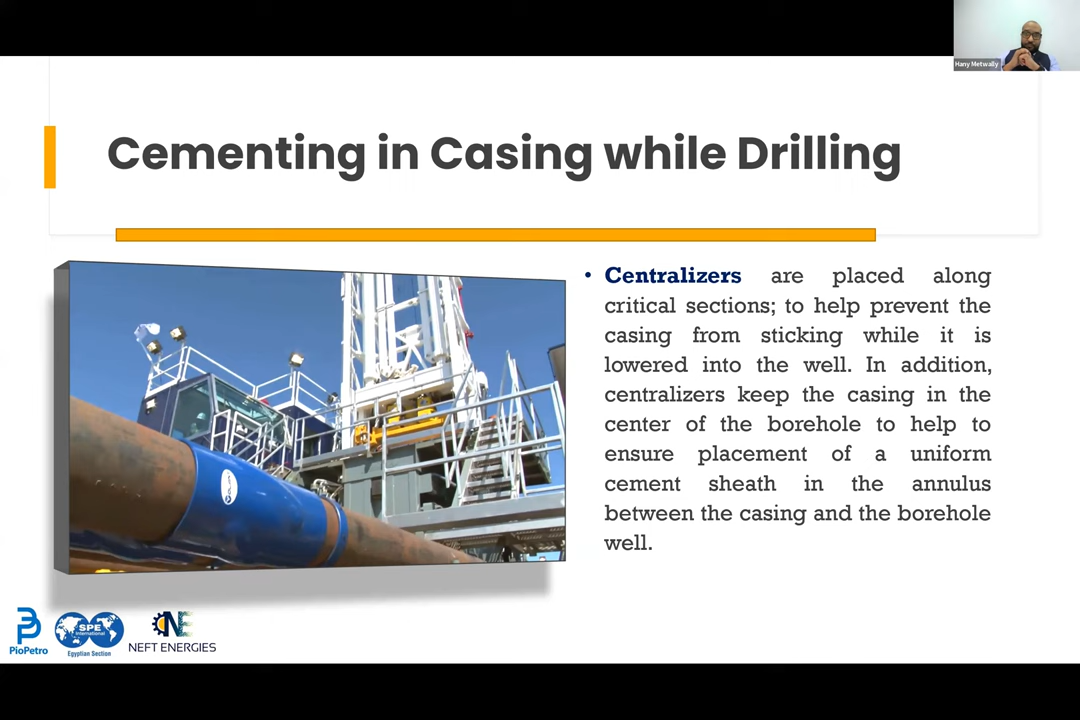 Hany Metwally
Cementing in Casing while Drilling
• Centralizers are placed along
critical sections; to help prevent the
casing from sticking while it is
lowered into the well. In addition,
centralizers keep the casing in the
center of the borehole to help to
ensure placement of a uniform
cement sheath in the annulus
between the casing and the borehole
well.
PioPetro
SPE
International
Egyptian Section
NE
NEFT ENERGIES